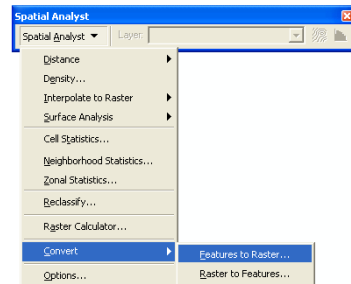 Spatial Analyst
Spatial Analyst Layer:
Distance
Density...
Interpolate to Raster
Surface Analysis
Cell Statistics...
Neighborhood Statistics...
Zonal Statistics...
Reclassify...
Raster Calculator...
Convert Features to Raster...
Options... Raster to Features...